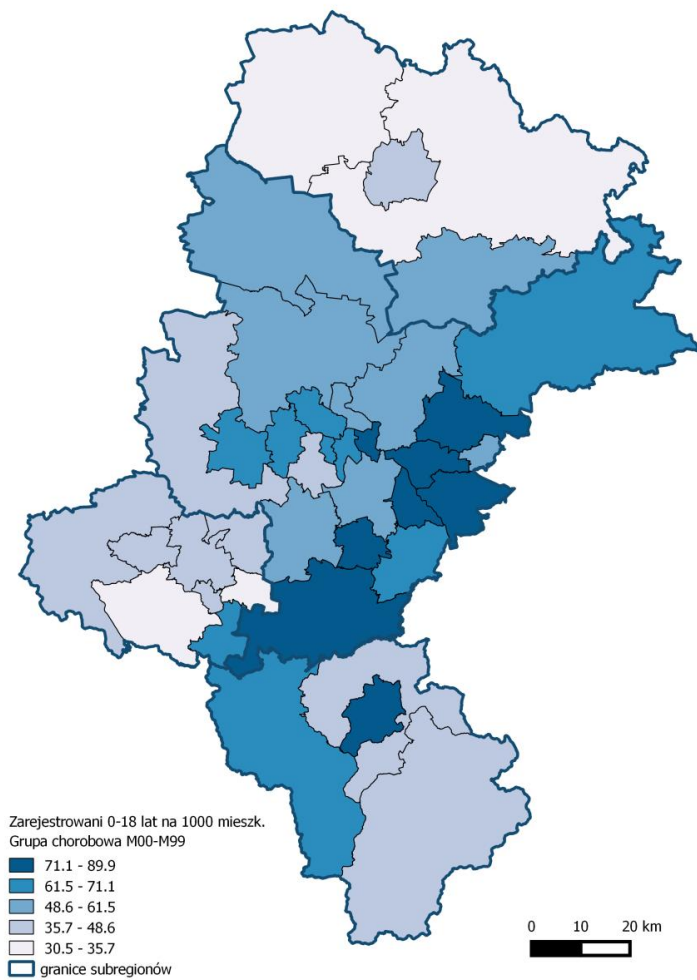 Zarejestrowani 0-18 lat na 1000 mieszk.
Grupa chorobowa M00-M99
71.1 - 89.9
61.5 - 71.1
48.6 - 61.5
35.7 - 48.6
30.5 - 35.7
granice subregionów
0 10 20 km